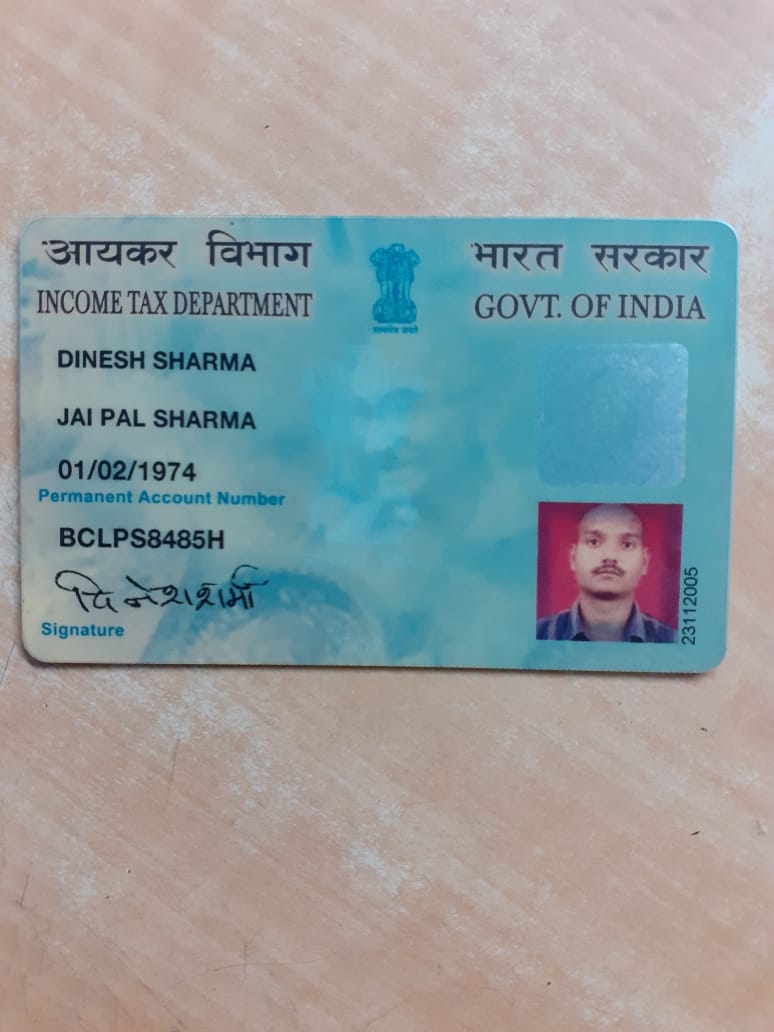 आयकर विभाग
INCOME TAX DEPARTMENT
सत्यमेव जयते
भारत सरकार
GOVT. OF INDIA
DINESH SHARMA
JAI PAL SHARMA
01/02/1974
Permanent Account Number
BCLPS8485H
दिनेश शर्मा
Signature
23112005